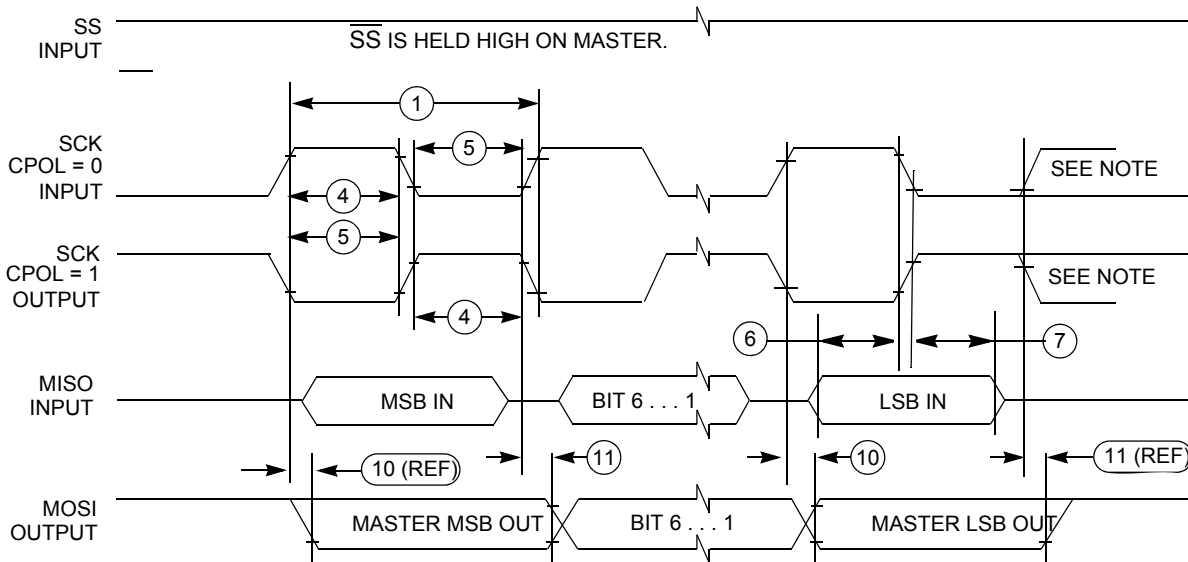 SS
INPUT
SS IS HELD HIGH ON MASTER.
1
SCK
CPOL = 0
INPUT
5
SEE NOTE
4
5
SCK
CPOL = 1
OUTPUT
SEE NOTE
4
6
7
MISO
INPUT
MSB IN
BIT 6 . . . 1
LSB IN
10 (REF)
11
10
11 (REF)
MOSI
OUTPUT
MASTER MSB OUT
BIT 6 . . . 1
MASTER LSB OUT